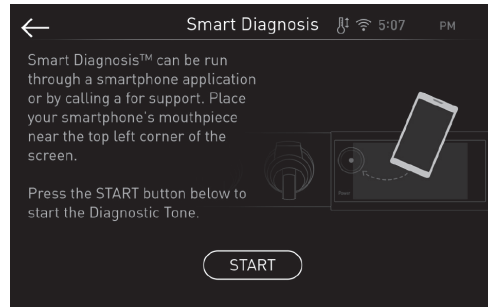 Smart Diagnosis 5:07 PM
Smart Diagnosis™ can be run
through a smartphone application
or by calling a for support. Place
your smartphone's mouthpiece
near the top left corner of the
screen.
Press the START button below to
start the Diagnostic Tone.
START